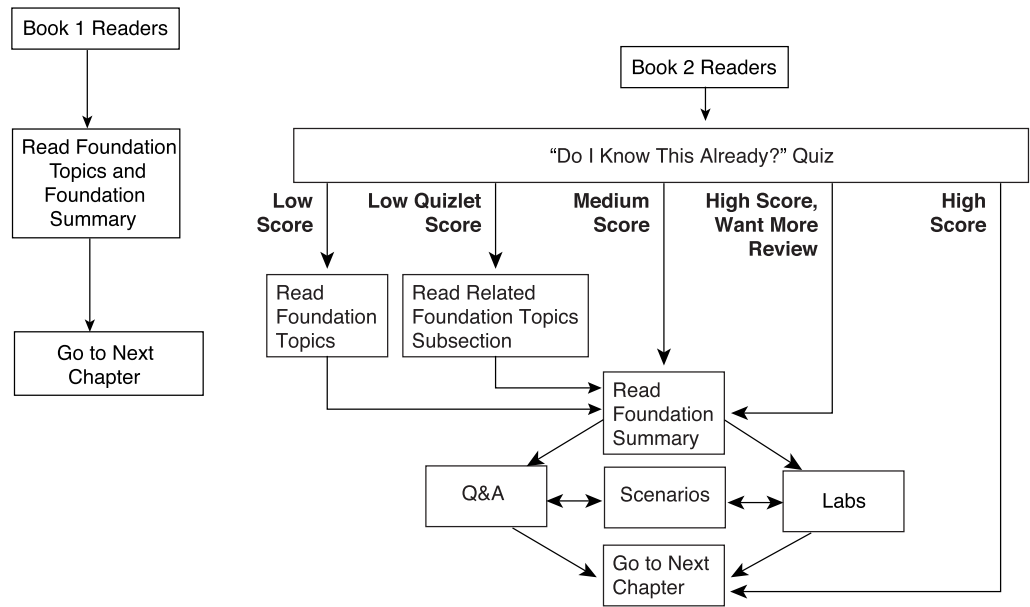 Book 1 Readers
Read Foundation
Topics and
Foundation
Summary
Go to Next
Chapter
Book 2 Readers
“Do I Know This Already?” Quiz
Low
Score
Low Quizlet
Score
Medium
Score
High Score,
Want More
Review
High
Score
Read
Foundation
Topics
Read Related
Foundation Topics
Subsection
Read
Foundation
Summary
Q&A
Scenarios
Labs
Go to Next
Chapter